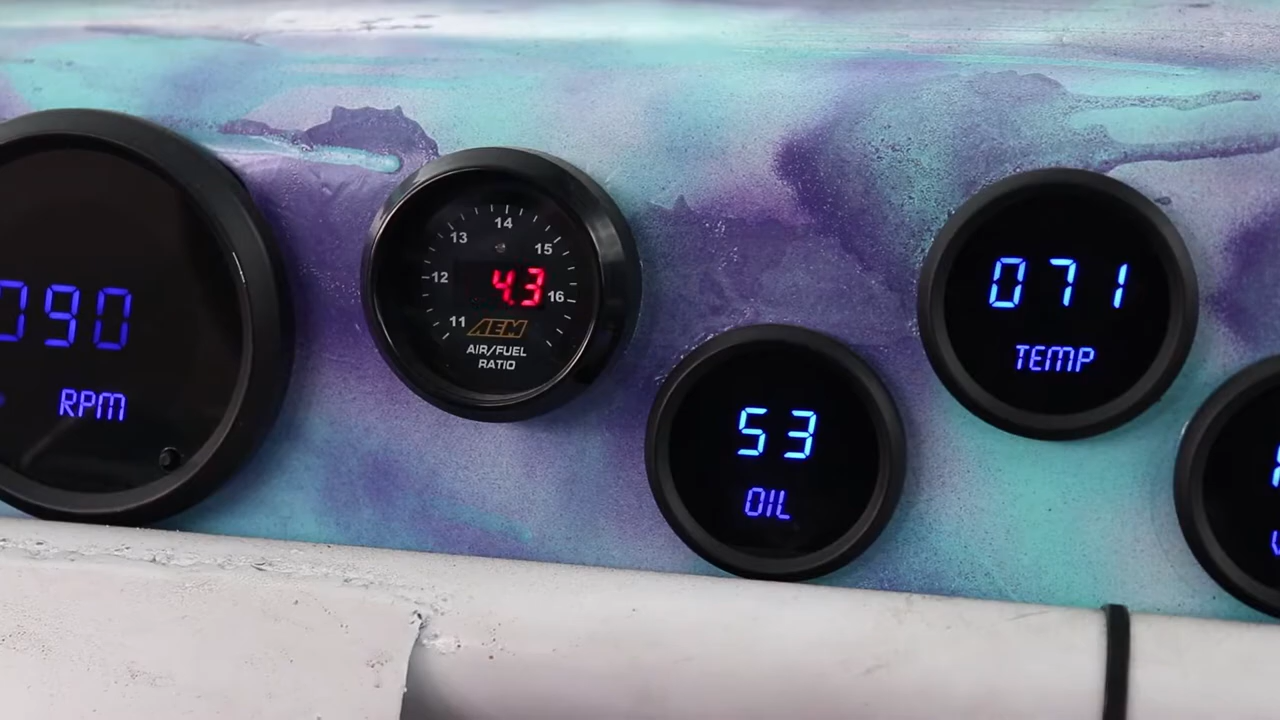 090
RPM
14
13
15
12
4.3
16
11
AEM
AIR/FUEL
RATIO
53
OIL
071
TEMP